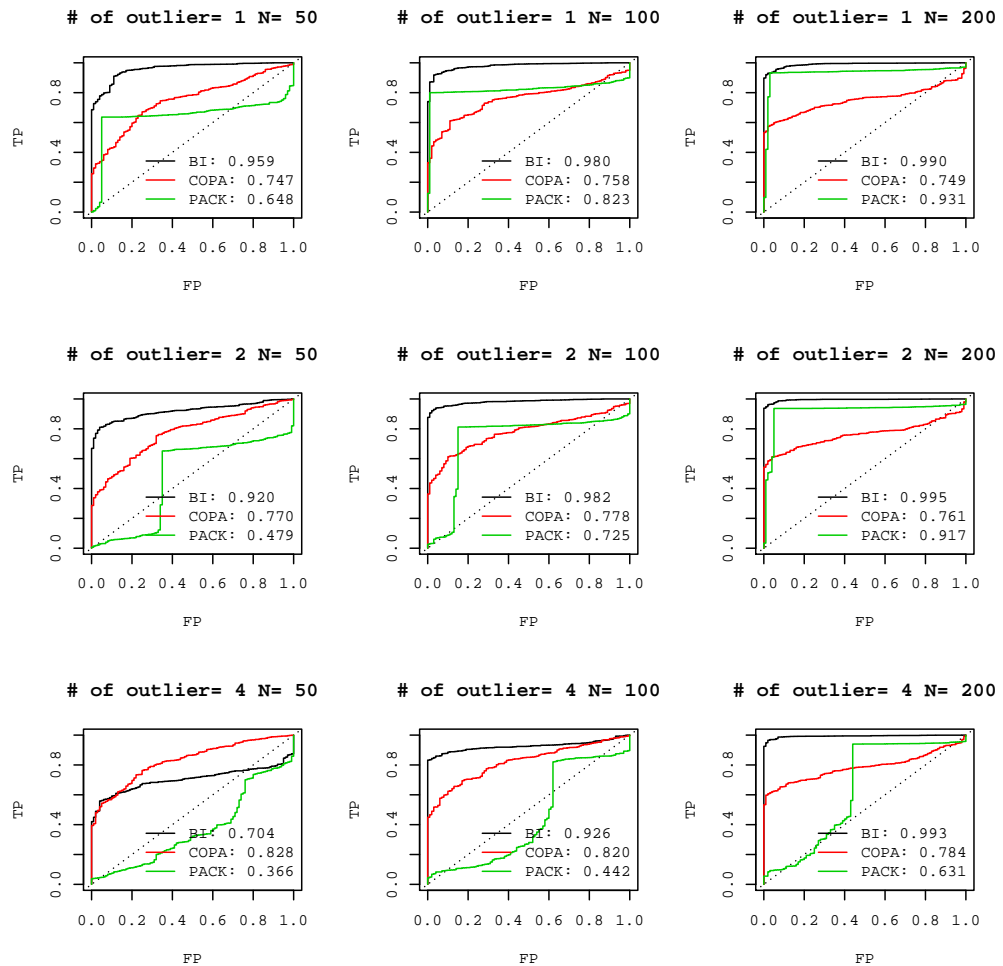 # of outlier= 1 N= 50
TP
0.0 0.4 0.8
BI: 0.959
COPA: 0.747
PACK: 0.648
0.0 0.2 0.4 0.6 0.8 1.0
FP
# of outlier= 1 N= 100
TP
0.0 0.4 0.8
BI: 0.980
COPA: 0.758
PACK: 0.823
0.0 0.2 0.4 0.6 0.8 1.0
FP
# of outlier= 1 N= 200
TP
0.0 0.4 0.8
BI: 0.990
COPA: 0.749
PACK: 0.931
0.0 0.2 0.4 0.6 0.8 1.0
FP
# of outlier= 2 N= 50
TP
0.0 0.4 0.8
BI: 0.920
COPA: 0.770
PACK: 0.479
0.0 0.2 0.4 0.6 0.8 1.0
FP
# of outlier= 2 N= 100
TP
0.0 0.4 0.8
BI: 0.982
COPA: 0.778
PACK: 0.725
0.0 0.2 0.4 0.6 0.8 1.0
FP
# of outlier= 2 N= 200
TP
0.0 0.4 0.8
BI: 0.995
COPA: 0.761
PACK: 0.917
0.0 0.2 0.4 0.6 0.8 1.0
FP
# of outlier= 4 N= 50
TP
0.0 0.4 0.8
BI: 0.704
COPA: 0.828
PACK: 0.366
0.0 0.2 0.4 0.6 0.8 1.0
FP
# of outlier= 4 N= 100
TP
0.0 0.4 0.8
BI: 0.926
COPA: 0.820
PACK: 0.442
0.0 0.2 0.4 0.6 0.8 1.0
FP
# of outlier= 4 N= 200
TP
0.0 0.4 0.8
BI: 0.993
COPA: 0.784
PACK: 0.631
0.0 0.2 0.4 0.6 0.8 1.0
FP